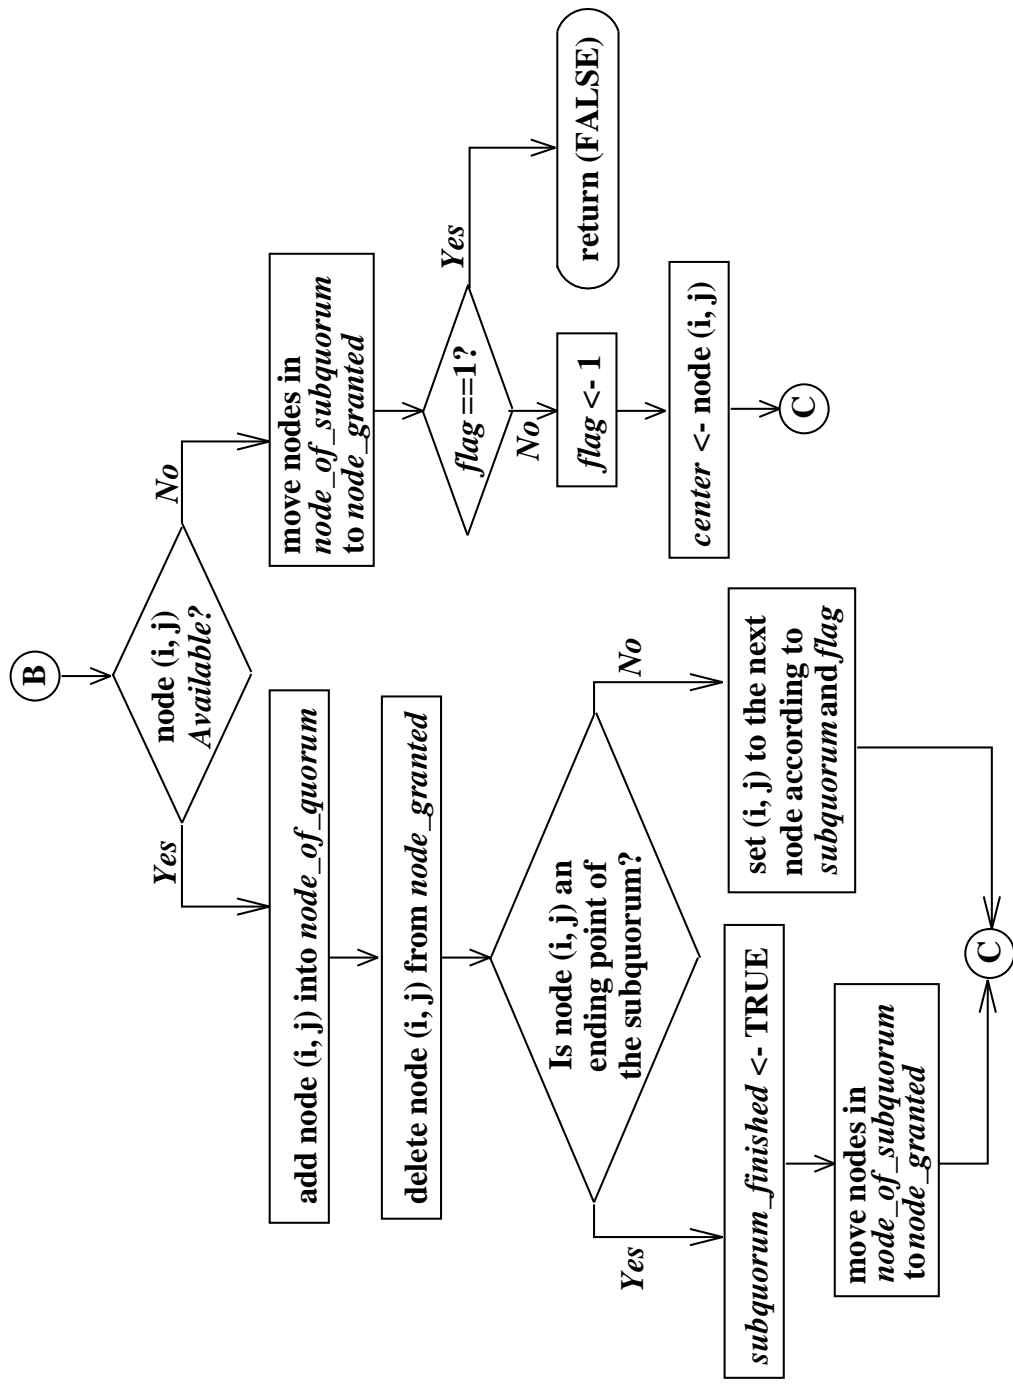 B
node (i, j)
Available?
Yes
No
add node (i, j) into node_of_quorum
delete node (i, j) from node_granted
Is node (i, j) an
ending point of
the subquorum?
Yes
No
subquorum_finished <- TRUE
move nodes in
node_of_subquorum
to node_granted
set (i, j) to the next
node according to
subquorum and flag
C
move nodes in
node_of_subquorum
to node_granted
flag ==1?
Yes
No
return (FALSE)
flag <- 1
center <- node (i, j)
C